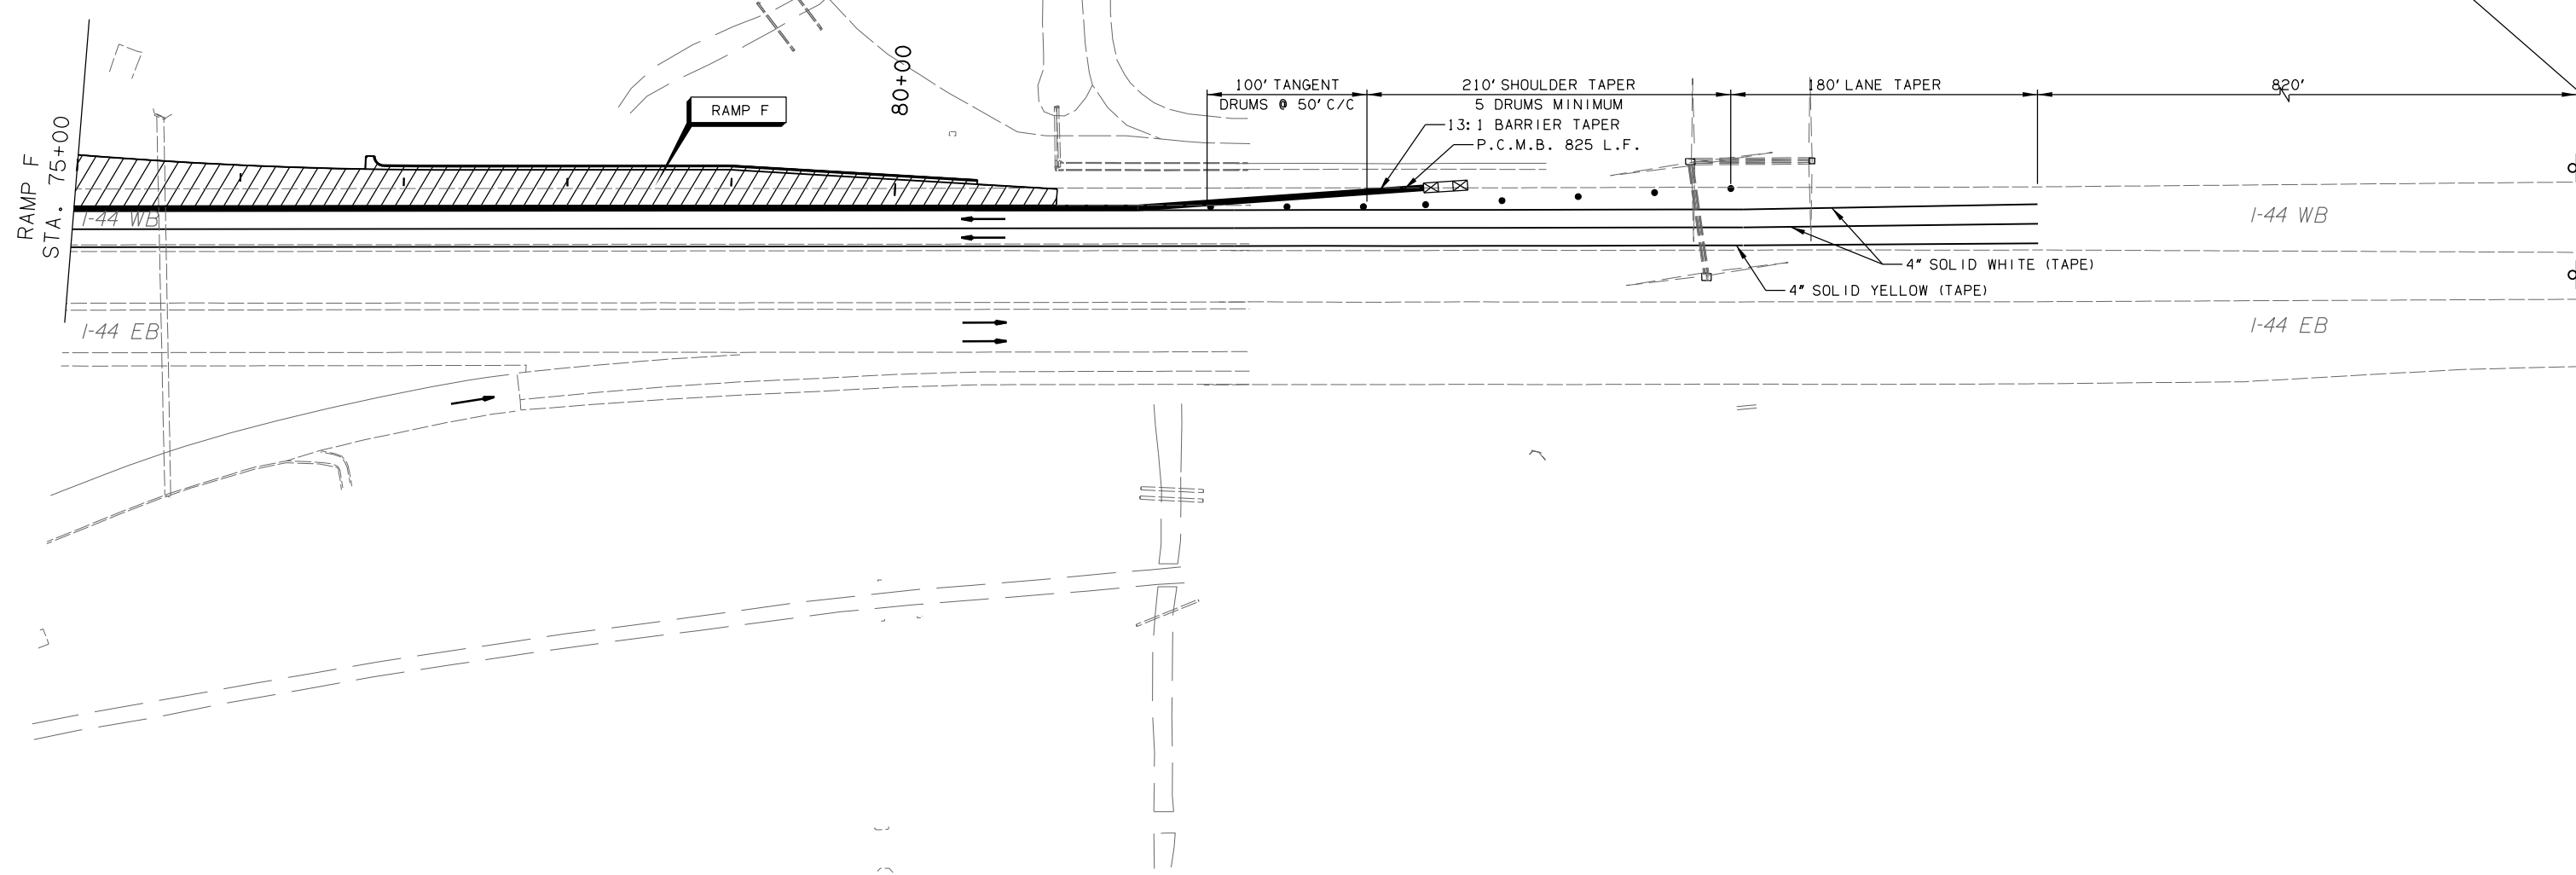 RAMP F
STA. 75+00
RAMP F
80+00
100' TANGENT
DRUMS @ 50' C/C
210' SHOULDER TAPER
5 DRUMS MINIMUM
13:1 BARRIER TAPER
P.C.M.B. 825 L.F.
180' LANE TAPER
820'
I-44 WB
I-44 WB
4" SOLID WHITE (TAPE)
4" SOLID YELLOW (TAPE)
I-44 EB
I-44 EB